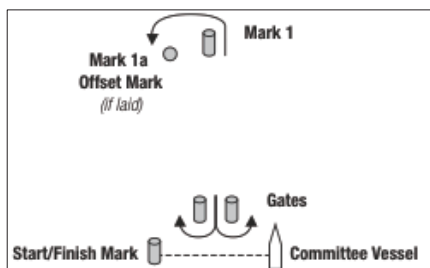 Mark 1
Mark 1a
Offset Mark
(if laid)
Gates
Start/Finish Mark
Committee Vessel